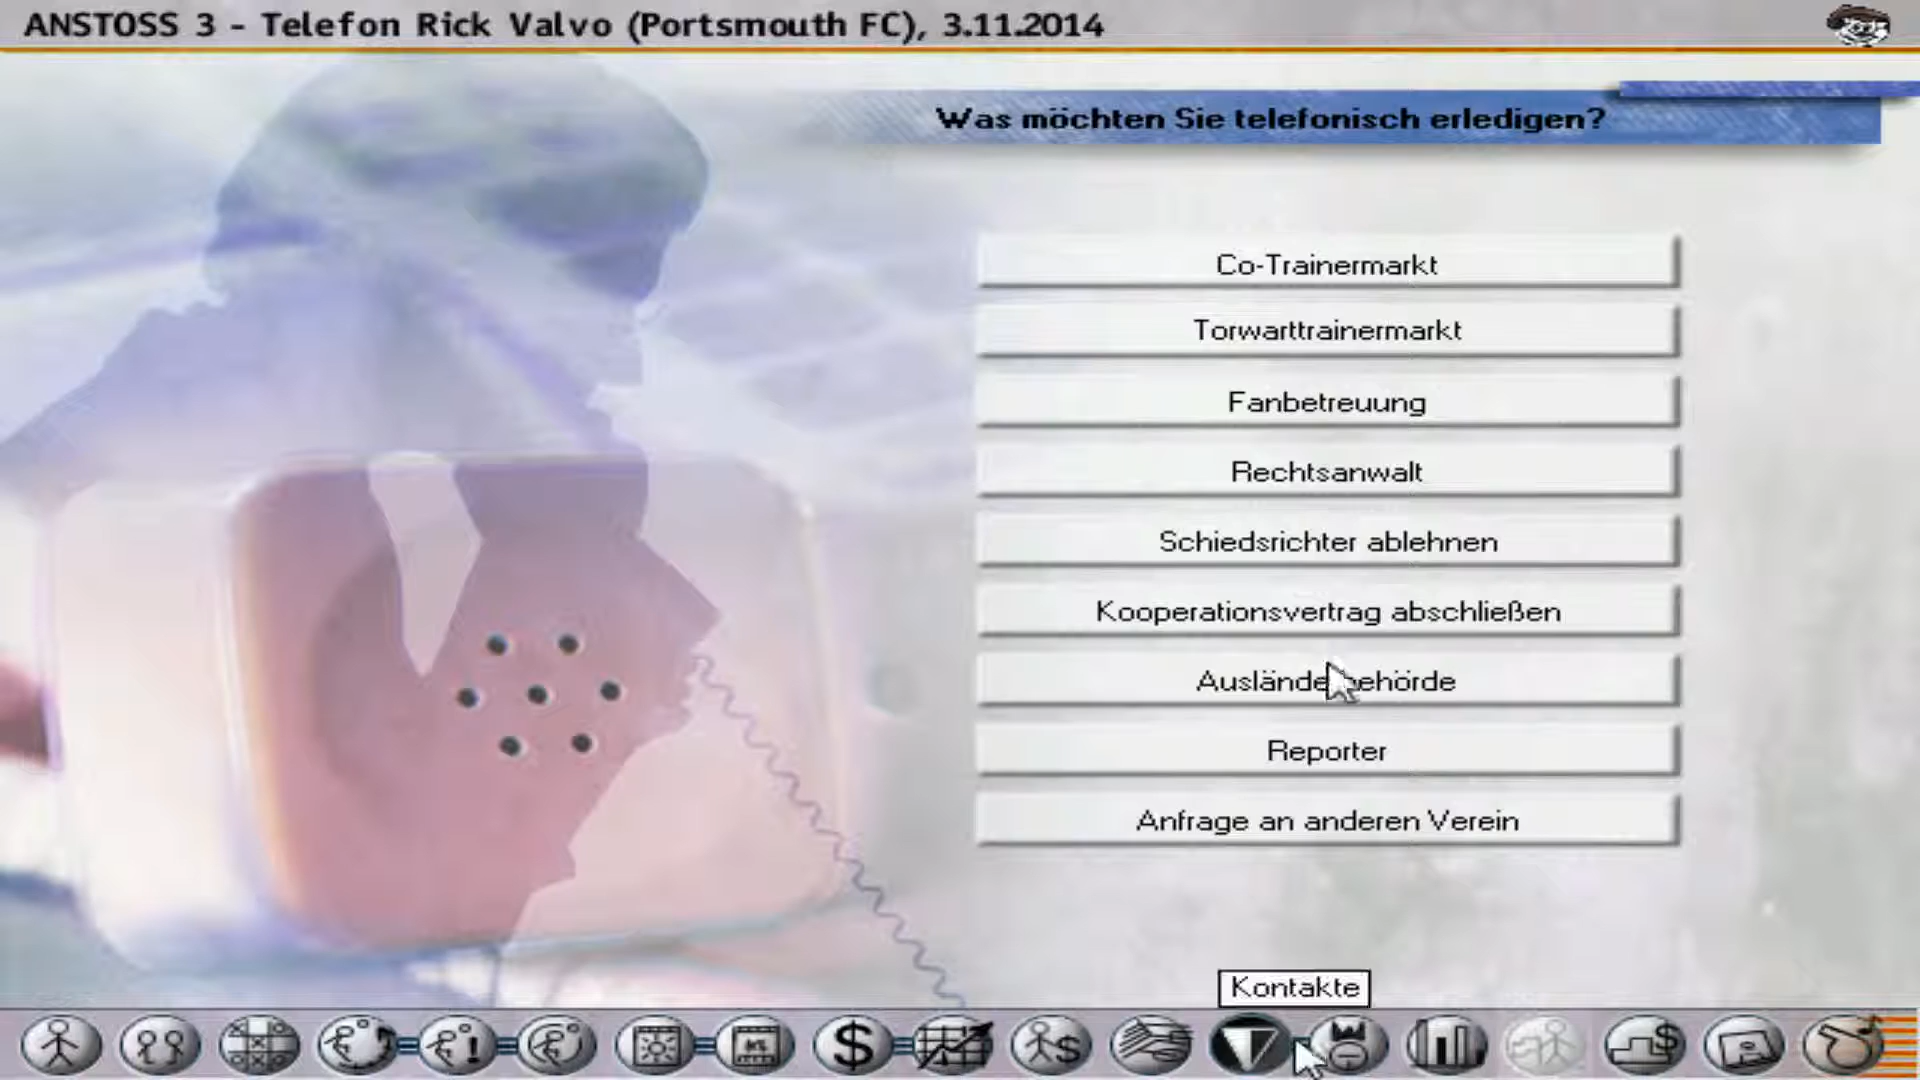 ANSTOSS 3 - Telefon Rick Valvo (Portsmouth FC), 3.11.2014
Was möchten Sie telefonisch erledigen?
Co-Trainermarkt
Torwarttrainermarkt
Fanbetreuung
Rechtsanwalt
Schiedsrichter ablehnen
Kooperationsvertrag abschließen
Ausländerbehörde
Reporter
Anfrage an anderen Verein
Kontakte